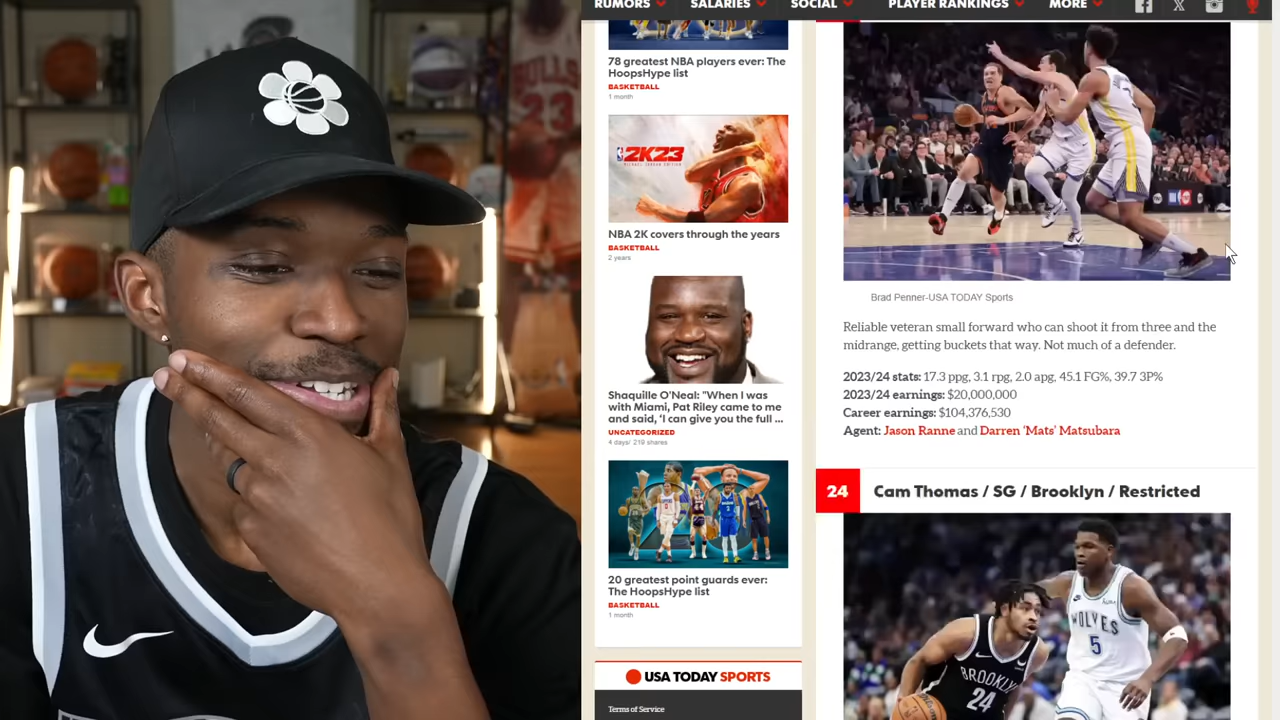 RUMORS
SALARIES
SOCIAL
PLAYER RANKINGS
MORE
78 greatest NBA players ever: The
HoopsHype list
BASKETBALL
1 month
2K23
NBA 2K covers through the years
BASKETBALL
2 years
Shaquille O'Neal: "When I was
with Miami, Pat Riley came to me
and said, 'I can give you the full ...
UNCATEGORIZED
4 days/ 219 shares
20 greatest point guards ever:
The HoopsHype list
BASKETBALL
1 month
USA TODAY SPORTS
Terms of Service
Brad Penner-USA TODAY Sports
Reliable veteran small forward who can shoot it from three and the
midrange, getting buckets that way. Not much of a defender.
2023/24 stats: 17.3 ppg, 3.1 rpg, 2.0 apg, 45.1 FG%, 39.7 3P%
2023/24 earnings: $20,000,000
Career earnings: $104,376,530
Agent: Jason Ranne and Darren 'Mats' Matsubara
24 Cam Thomas / SG / Brooklyn / Restricted
WOLVES
5
BROOKLYN
24
BULLS
23